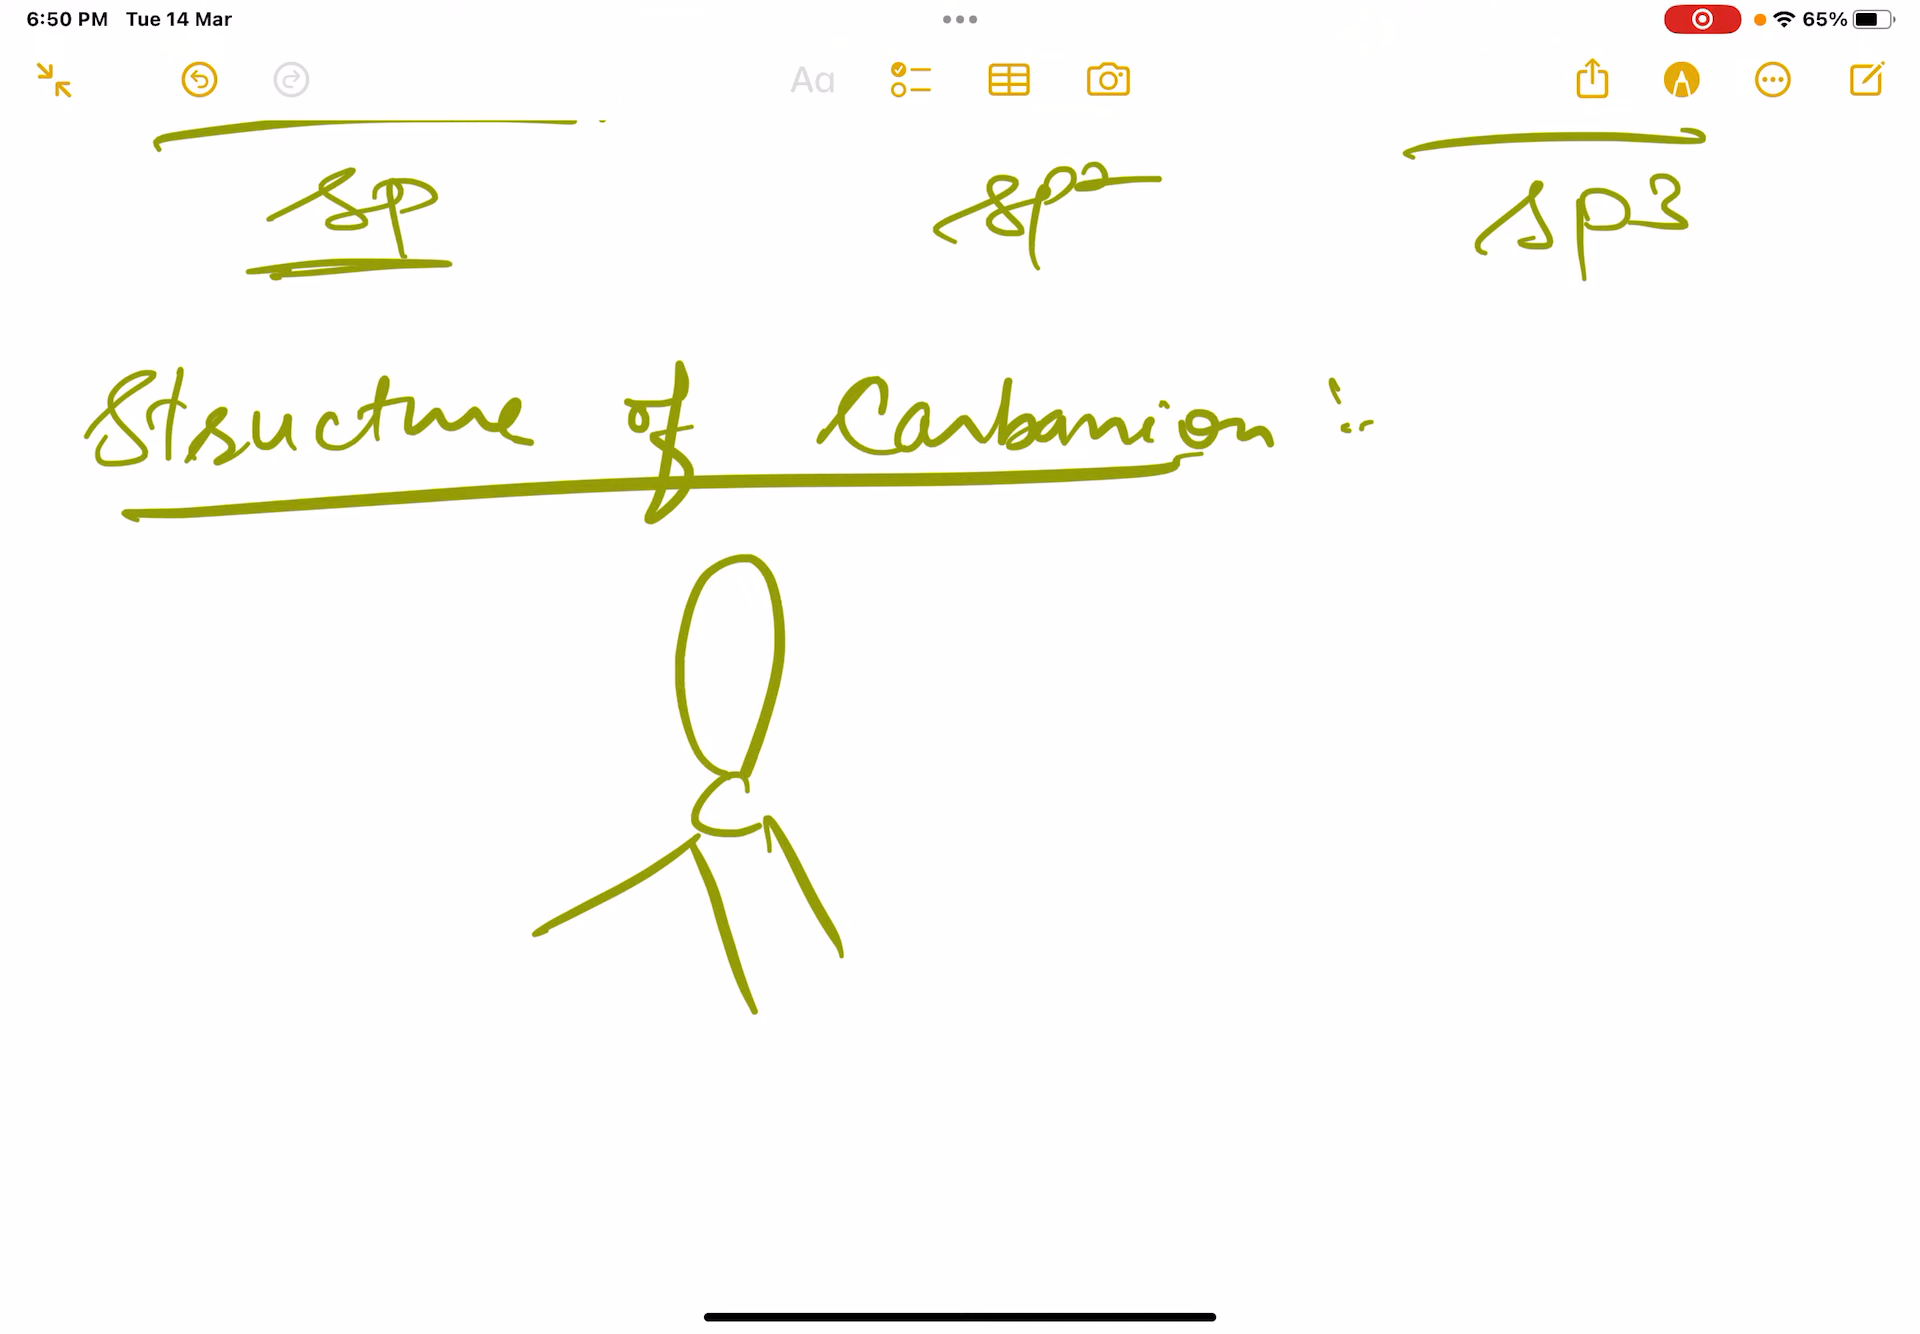 6:50 PM Tue 14 Mar 65%
Aa
sp sp2 sp3
Structure of Carbanion :-
C